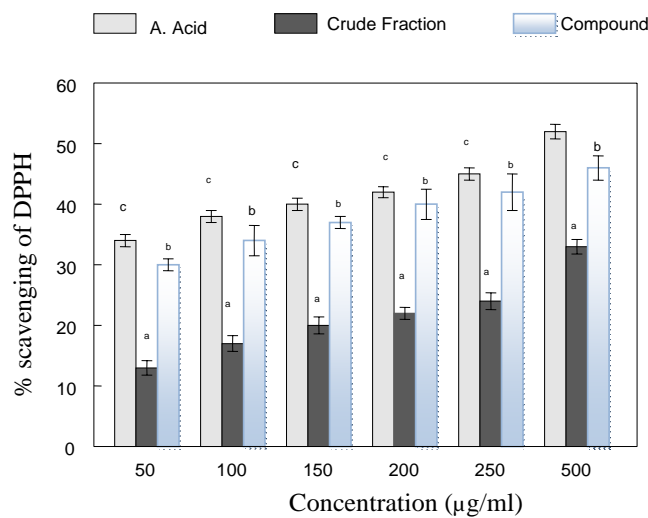 A. Acid Crude Fraction Compound
60
50
40
30
20
10
0
% scavenging of DPPH
c b a
c b a
c b a
c b a
c b a
b a
50 100 150 200 250 500
Concentration (µg/ml)